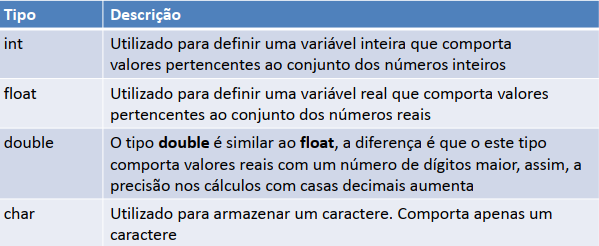 Tipo Descrição
int Utilizado para definir uma variável inteira que comporta
valores pertencentes ao conjunto dos números inteiros
float Utilizado para definir uma variável real que comporta valores
pertencentes ao conjunto dos números reais
double O tipo double é similar ao float, a diferença é que o este tipo
comporta valores reais com um número de dígitos maior, assim, a
precisão nos cálculos com casas decimais aumenta
char Utilizado para armazenar um caractere. Comporta apenas um
caractere